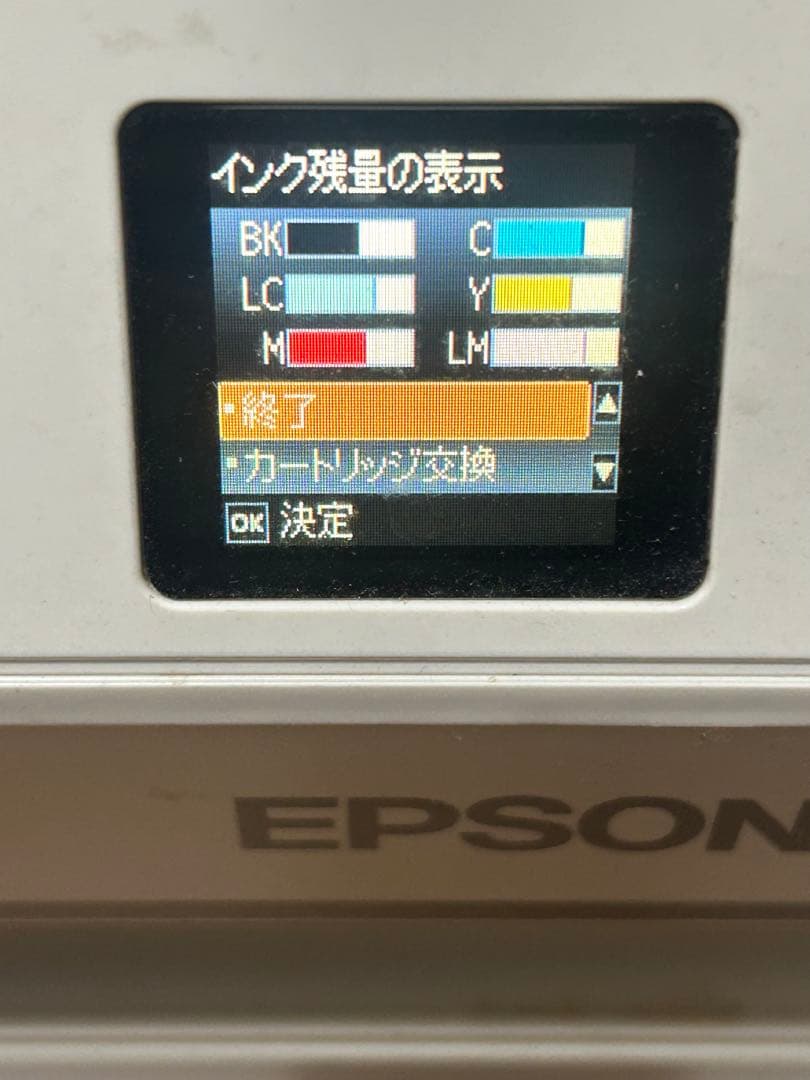 インク残量の表示
BK C
LC Y
M LM
・終了
・カートリッジ交換
OK 決定
EPSON